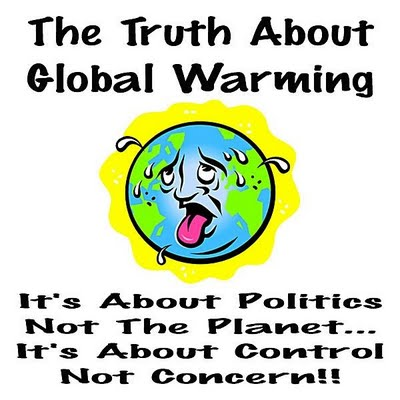 The Truth About
Global Warming
It's About Politics
Not The Planet...
It's About Control
Not Concern!!